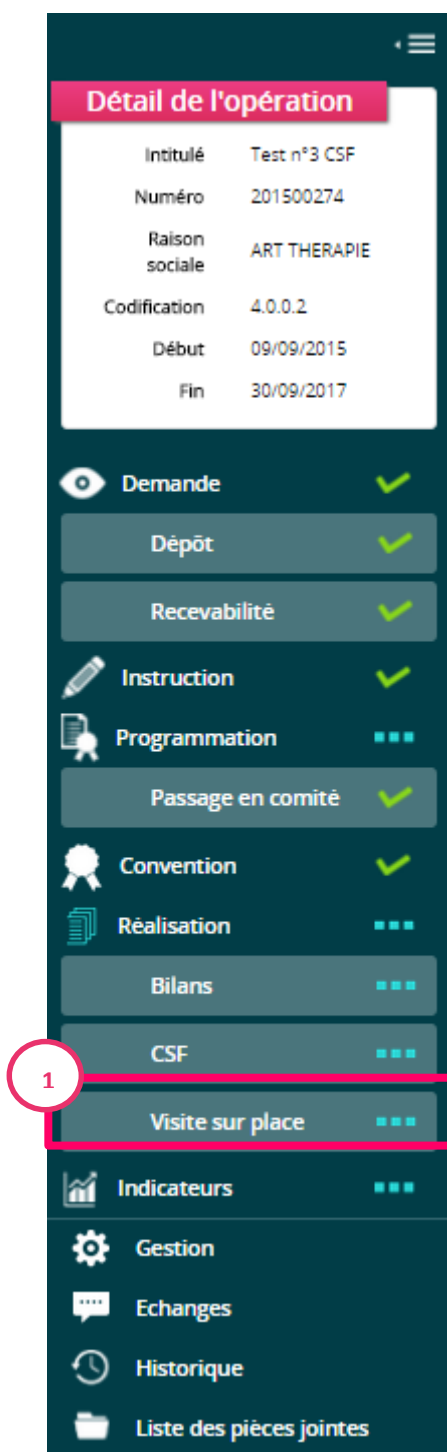 Détail de l'opération
Intitulé Test n°3 CSF
Numéro 201500274
Raison
sociale ART THERAPIE
Codification 4.0.0.2
Début 09/09/2015
Fin 30/09/2017
Demande
Dépôt
Recevabilité
Instruction
Programmation
Passage en comité
Convention
Réalisation
Bilans
CSF
1
Visite sur place
Indicateurs
Gestion
Echanges
Historique
Liste des pièces jointes